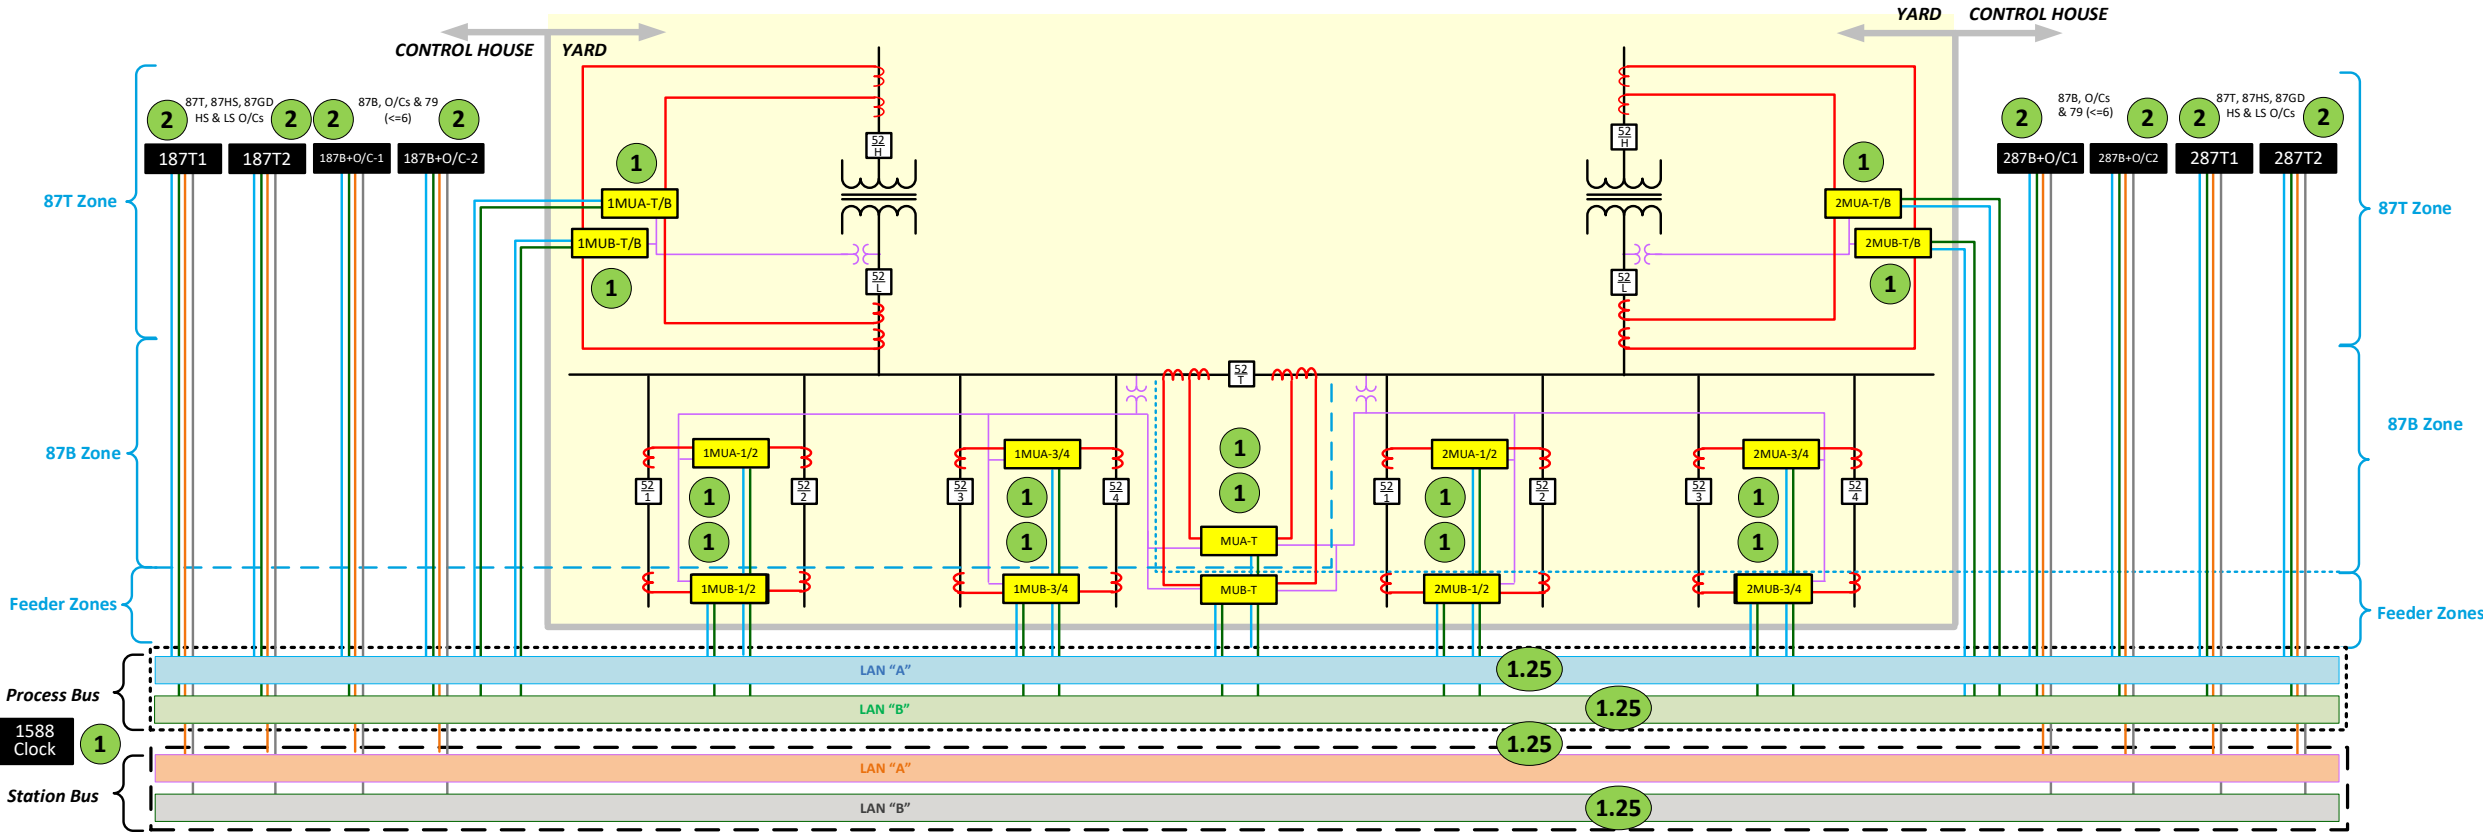 YARD CONTROL HOUSE
CONTROL HOUSE YARD
87T, 87HS, 87GD
HS & LS O/Cs
87B, O/Cs & 79
(<=6)
87B, O/Cs
& 79 (<=6)
87T, 87HS, 87GD
HS & LS O/Cs
2 2 2 2
2 2 2 2
187T1 187T2 187B+O/C-1 187B+O/C-2
287B+O/C1 287B+O/C2 287T1 287T2
52
H
52
H
1
1
87T Zone
1MUA-T/B
2MUA-T/B
87T Zone
1MUB-T/B
2MUB-T/B
1
1
52
L
52
L
52
T
87B Zone
87B Zone
1MUA-1/2
1MUA-3/4
1
2MUA-1/2
2MUA-3/4
52
1
1
52
2
52
3
1
52
4
1
52
1
1
52
2
52
3
1
52
4
1
1
MUA-T
1
1
Feeder Zones
1MUB-1/2
1MUB-3/4
MUB-T
2MUB-1/2
2MUB-3/4
Feeder Zones
Process Bus
LAN "A"
1.25
LAN "B"
1.25
1588
Clock
1
1.25
Station Bus
LAN "A"
LAN "B"
1.25